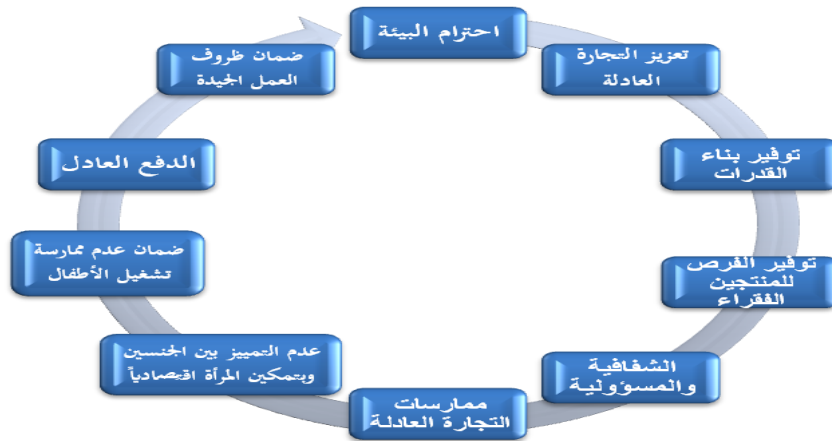 احترام البيئة
تعزيز التجارة
العادلة
توفير بناء
القدرات
توفير الفرص
للمنتجين
الفقراء
الشفافية
والمسؤولية
ممارسات
التجارة العادلة
عدم التمييز بين الجنسين
وبتمكين المرأة اقتصادياً
ضمان عدم ممارسة
تشغيل الأطفال
الدفع العادل
ضمان ظروف
العمل الجيدة